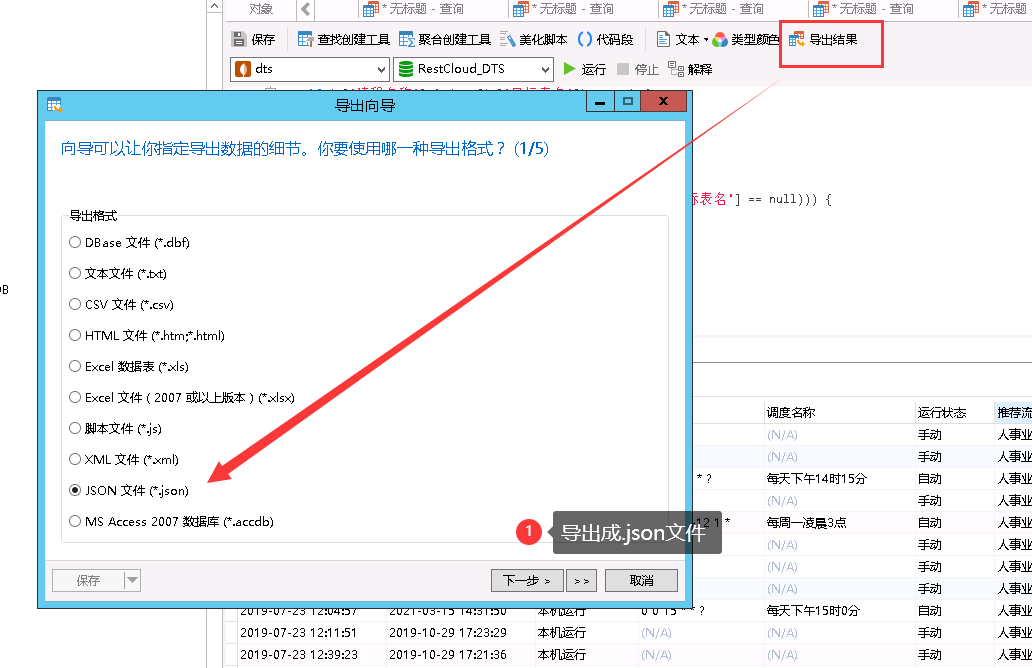 对象
* 无标题 - 查询
* 无标题 - 查询
* 无标题 - 查询
* 无标题 - 查询
* 无标题
保存 查找创建工具 聚合创建工具 美化脚本 代码段 文本 类型颜色 导出结果
dts RestCloud_DTS 运行 停止 解释
导出向导
向导可以让你指定导出数据的细节。你要使用哪一种导出格式？ (1/5)
标表名'] == null))) {
导出格式
DBase 文件 (*.dbf)
文本文件 (*.txt)
DB
CSV 文件 (*.csv)
HTML 文件 (*.htm;*.html)
Excel 数据表 (*.xls)
Excel 文件 ( 2007 或以上版本 ) (*.xlsx)
脚本文件 (*.js)
XML 文件 (*.xml)
JSON 文件 (*.json)
MS Access 2007 数据库 (*.accdb)
1 导出成.json文件
保存 下一步 > >> 取消
调度名称 运行状态 推荐流
(N/A) 手动 人事业
(N/A) 手动 人事业
* ? 每天下午14时15分 自动 人事业
(N/A) 手动 人事业
12 1 * 每周一凌晨3点 自动 人事业
(N/A) 手动 人事业
(N/A) 手动 人事业
(N/A) 手动 人事业
2019-07-23 12:04:57 2021-03-15 14:31:50 本机运行 0 0 15 * * ? 每天下午15时0分 自动 人事业
2019-07-23 12:11:51 2019-10-29 17:23:29 本机运行 (N/A) (N/A) 手动 人事业
2019-07-23 12:39:23 2019-10-29 17:21:36 本机运行 (N/A) (N/A) 手动 人事业